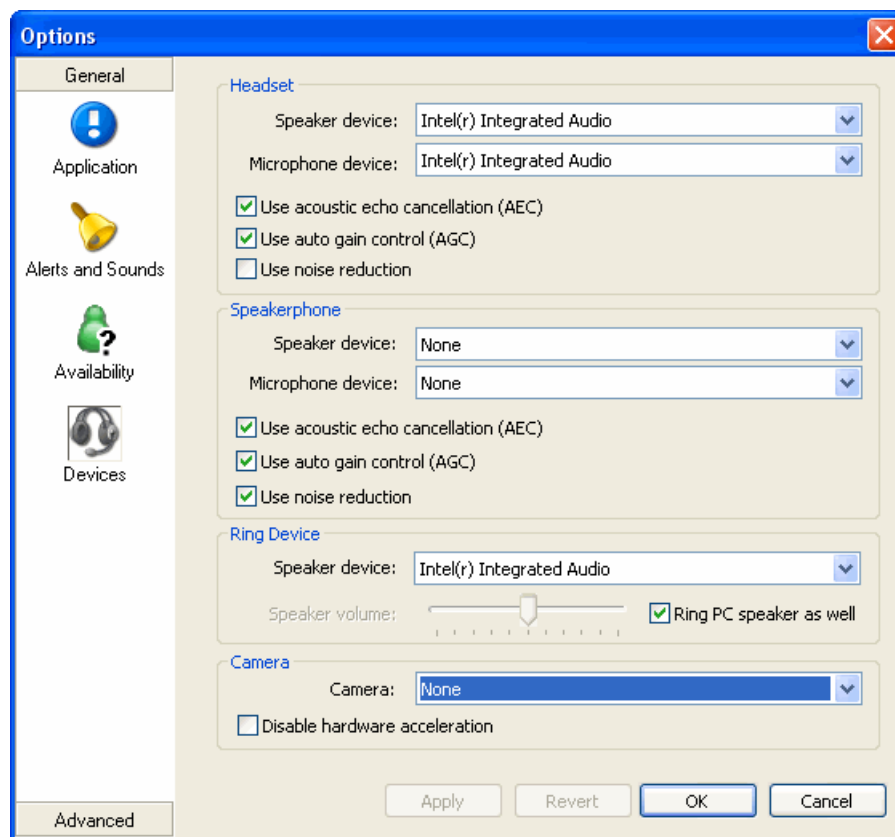 Options
General
Application
Alerts and Sounds
Availability
Devices
Advanced
Headset
Speaker device: Intel(r) Integrated Audio
Microphone device: Intel(r) Integrated Audio
Use acoustic echo cancellation (AEC)
Use auto gain control (AGC)
Use noise reduction
Speakerphone
Speaker device: None
Microphone device: None
Use acoustic echo cancellation (AEC)
Use auto gain control (AGC)
Use noise reduction
Ring Device
Speaker device: Intel(r) Integrated Audio
Speaker volume: Ring PC speaker as well
Camera
Camera: None
Disable hardware acceleration
Apply Revert OK Cancel